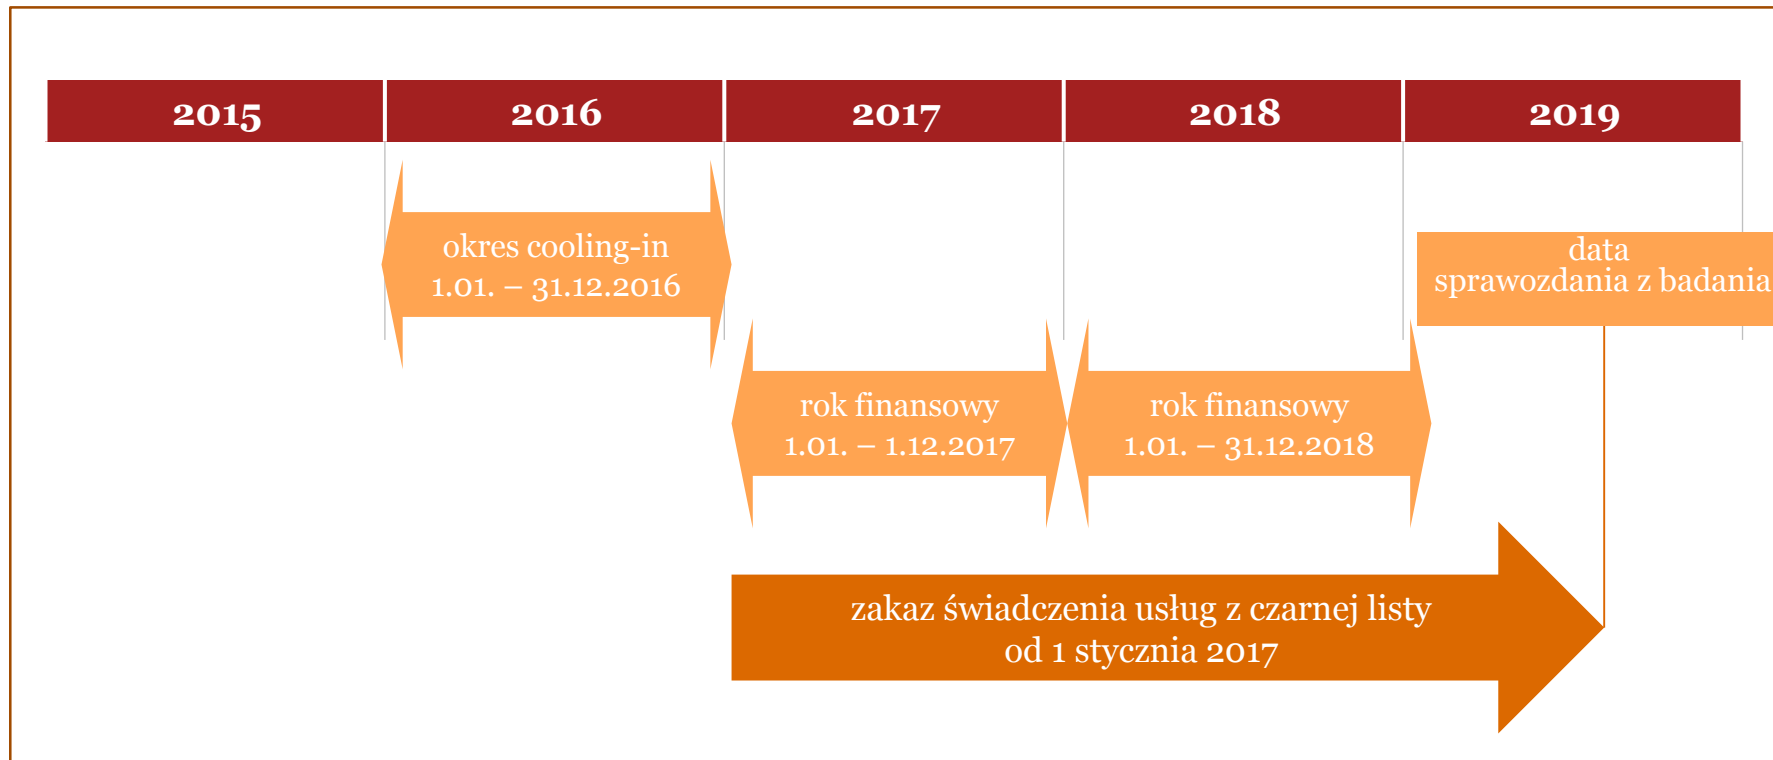 2015 2016 2017 2018 2019
okres cooling-in
1.01. – 31.12.2016
data
sprawozdania z badania
rok finansowy
1.01. – 1.12.2017
rok finansowy
1.01. – 31.12.2018
zakaz świadczenia usług z czarnej listy
od 1 stycznia 2017